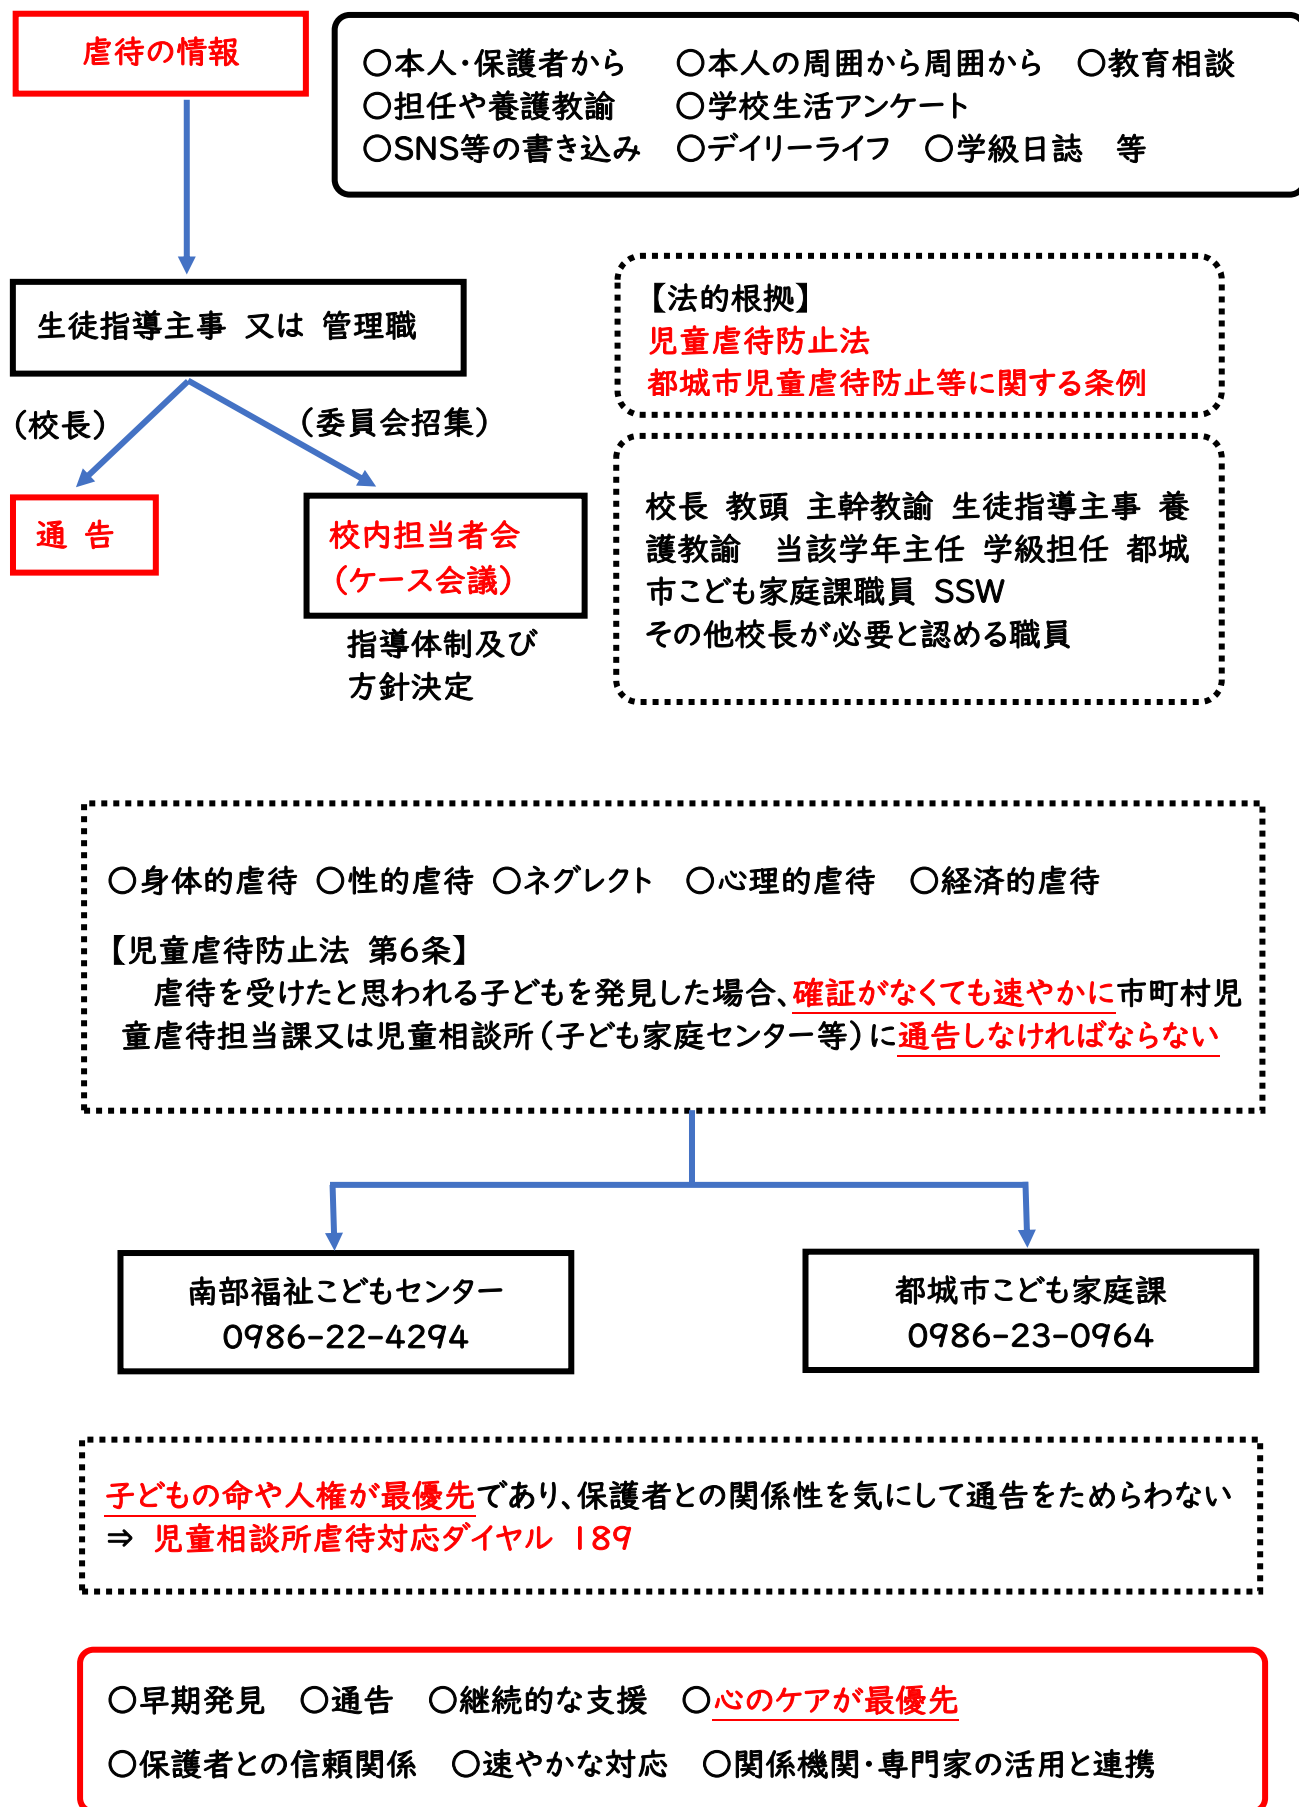 虐待の情報
○本人・保護者から　○本人の周囲から周囲から　○教育相談
○担任や養護教諭　○学校生活アンケート
○SNS等の書き込み　○デイリーライフ　○学級日誌　等
生徒指導主事 又は 管理職
【法的根拠】
児童虐待防止法
都城市児童虐待防止等に関する条例
（校長）
（委員会招集）
通 告
校内担当者会
（ケース会議）
指導体制及び
方針決定
校長 教頭 主幹教諭 生徒指導主事 養
護教諭　当該学年主任 学級担任 都城
市こども家庭課職員 SSW
その他校長が必要と認める職員
○身体的虐待 ○性的虐待 ○ネグレクト　○心理的虐待　○経済的虐待
【児童虐待防止法 第6条】
虐待を受けたと思われる子どもを発見した場合、確証がなくても速やかに市町村児
童虐待担当課又は児童相談所（子ども家庭センター等）に通告しなければならない
南部福祉こどもセンター
0986-22-4294
都城市こども家庭課
0986-23-0964
子どもの命や人権が最優先であり、保護者との関係性を気にして通告をためらわない
⇒ 児童相談所虐待対応ダイヤル 189
○早期発見　○通告　○継続的な支援　○心のケアが最優先
○保護者との信頼関係　○速やかな対応　○関係機関・専門家の活用と連携